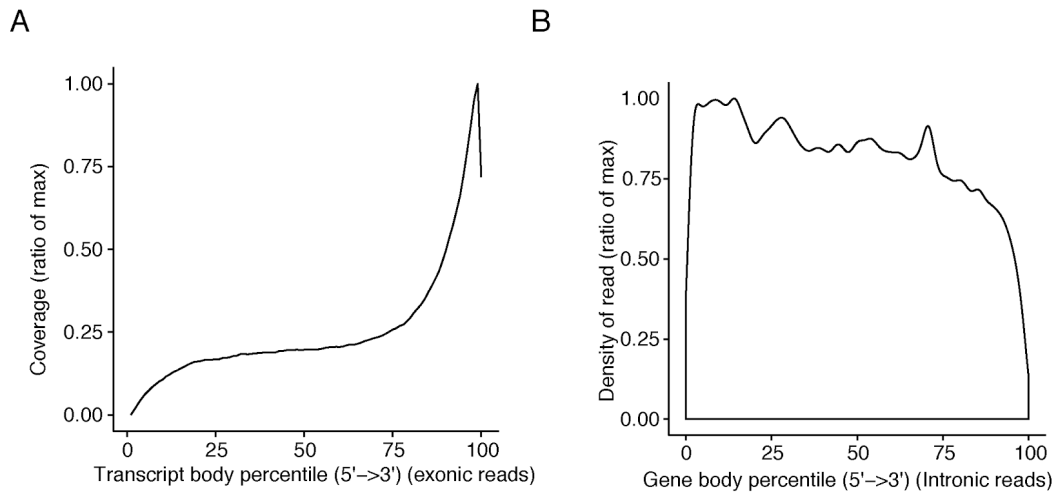 A
B
Coverage (ratio of max)
1.00
0.75
0.50
0.25
0.00
0 25 50 75 100
Transcript body percentile (5'−>3') (exonic reads)
Density of read (ratio of max)
1.00
0.75
0.50
0.25
0.00
0 25 50 75 100
Gene body percentile (5'−>3') (Intronic reads)